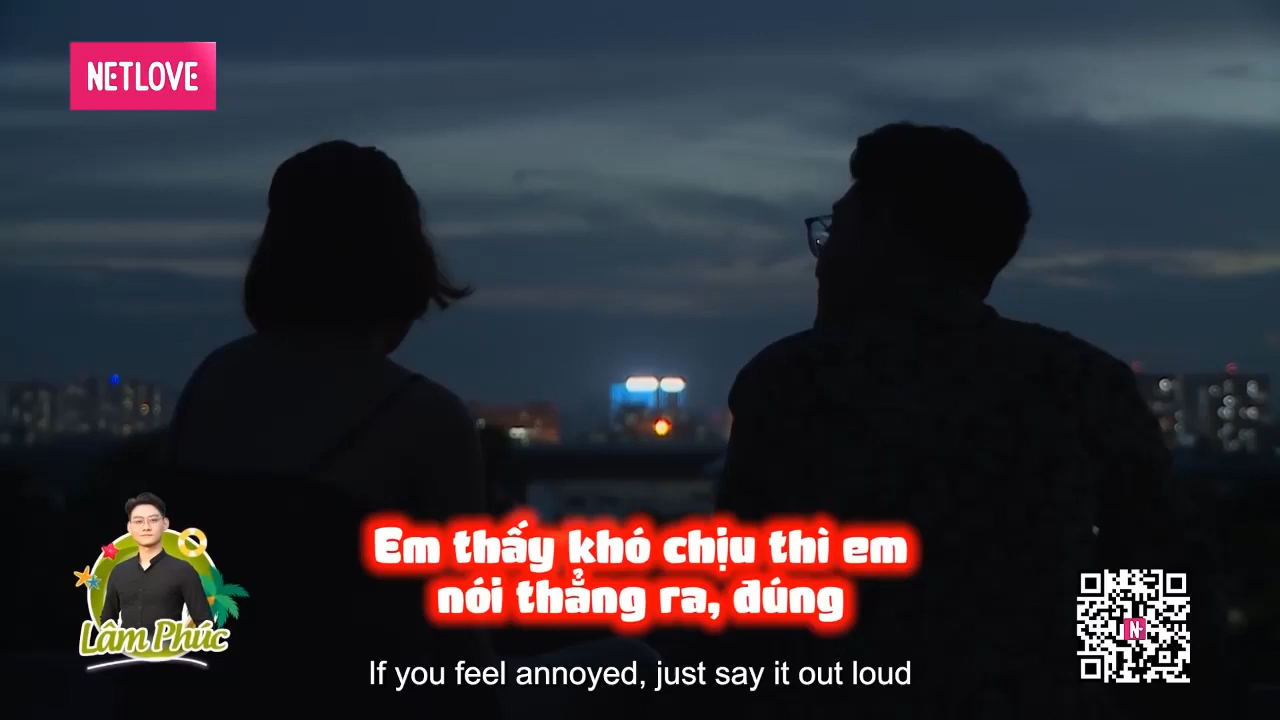 NETLOVE
Em thấy khó chịu thì em
nói thẳng ra, đúng
Lâm Phúc
If you feel annoyed, just say it out loud
N+